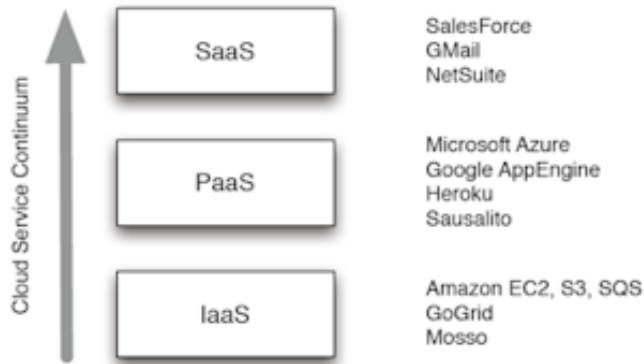 Cloud Service Continuum
SaaS
SalesForce
GMail
NetSuite
PaaS
Microsoft Azure
Google AppEngine
Heroku
Sausalito
IaaS
Amazon EC2, S3, SQS
GoGrid
Mosso